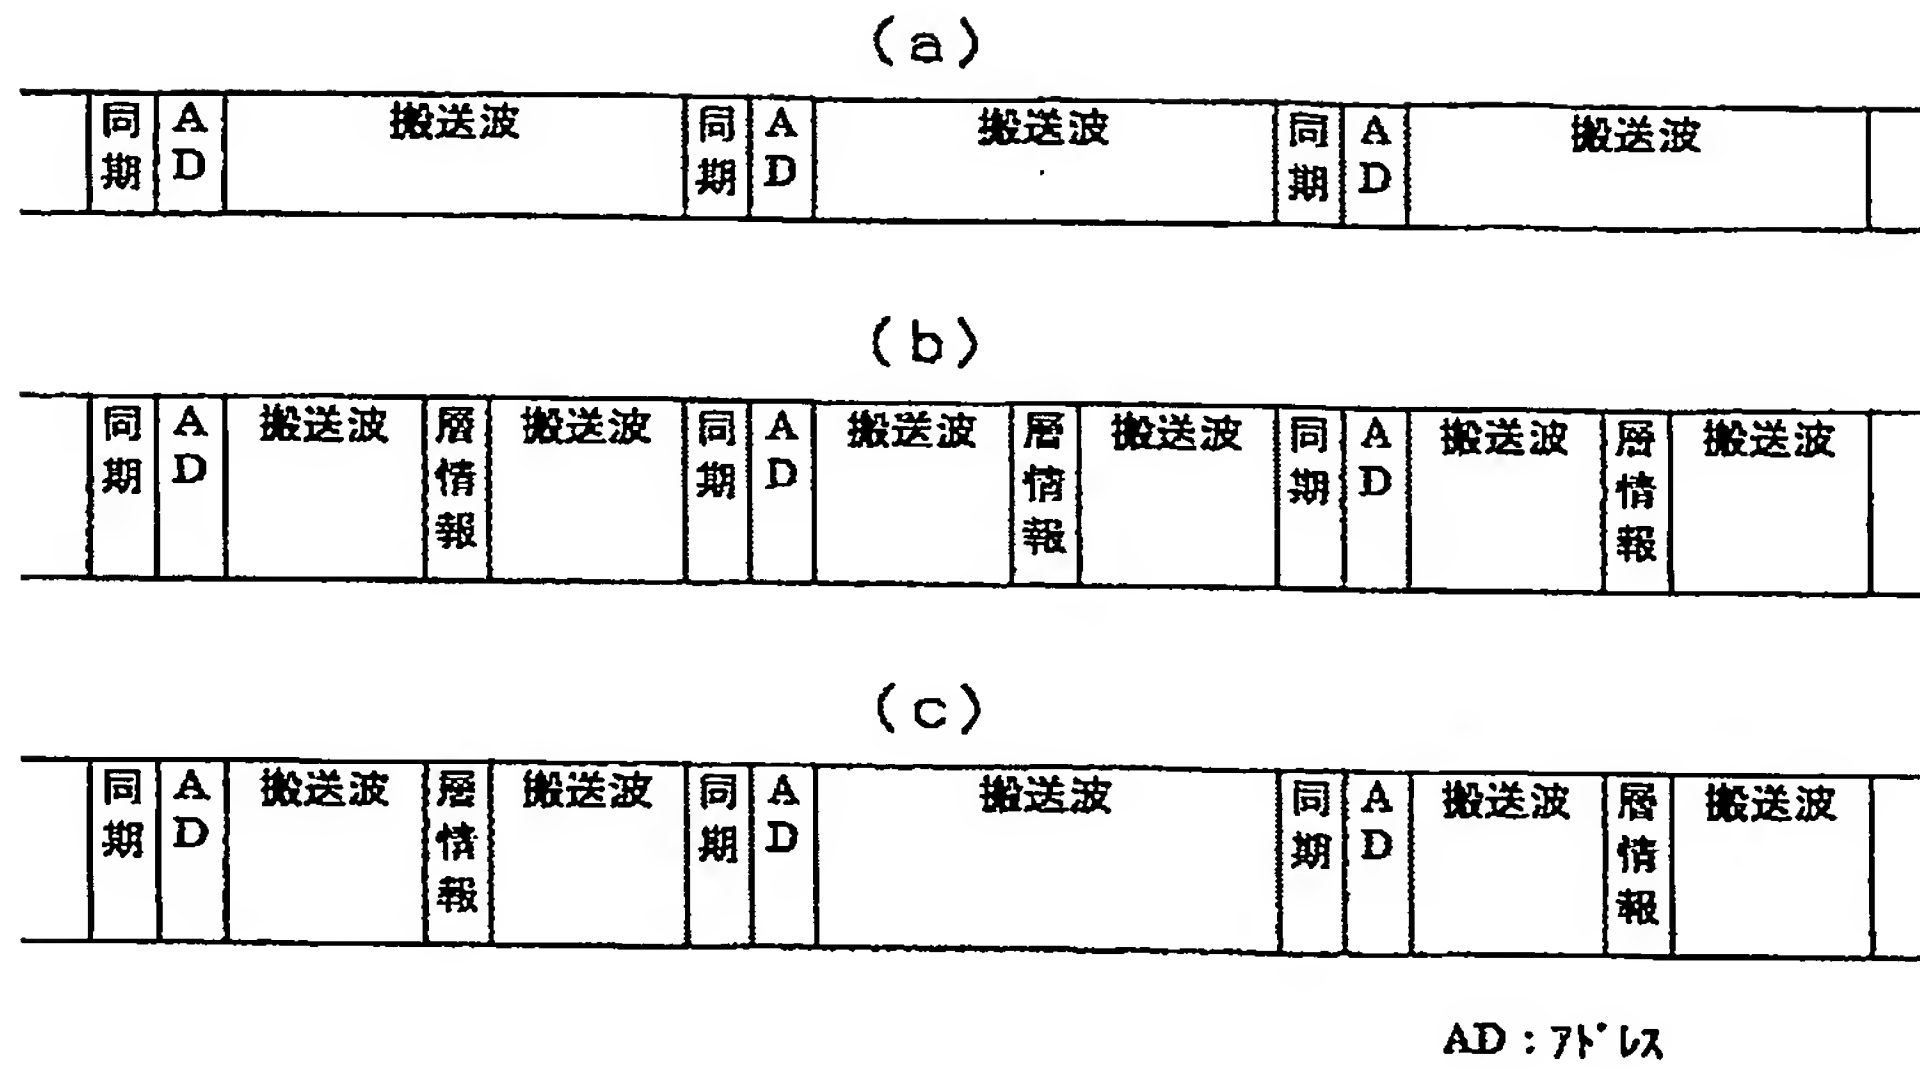 (a)
同期 AD 搬送波 同期 AD 搬送波 同期 AD 搬送波
(b)
同期 AD 搬送波 層情報 搬送波 同期 AD 搬送波 層情報 搬送波 同期 AD 搬送波 層情報 搬送波
(c)
同期 AD 搬送波 層情報 搬送波 同期 AD 搬送波 同期 AD 搬送波 層情報 搬送波
AD：ｱﾄﾞﾚｽ